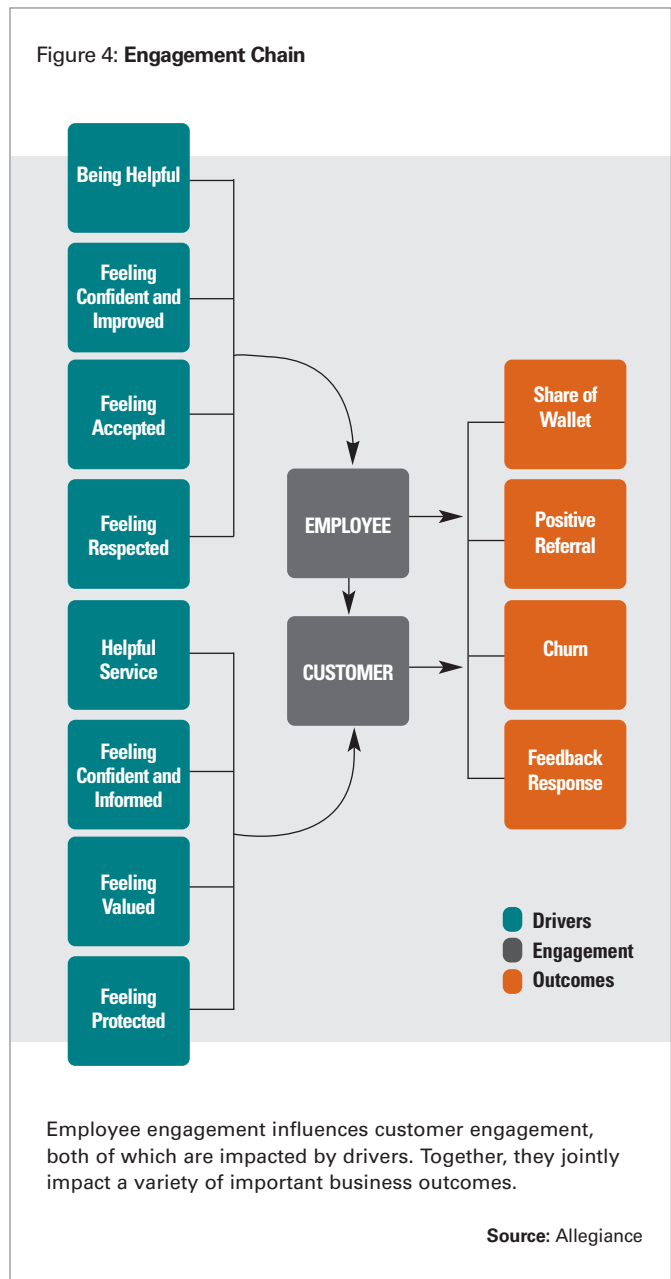 Figure 4: Engagement Chain
Being Helpful
Feeling
Confident and
Improved
Feeling
Accepted
Feeling
Respected
Helpful
Service
Feeling
Confident and
Informed
Feeling
Valued
Feeling
Protected
EMPLOYEE
CUSTOMER
Share of
Wallet
Positive
Referral
Churn
Feedback
Response
Drivers
Engagement
Outcomes
Employee engagement influences customer engagement,
both of which are impacted by drivers. Together, they jointly
impact a variety of important business outcomes.
Source: Allegiance